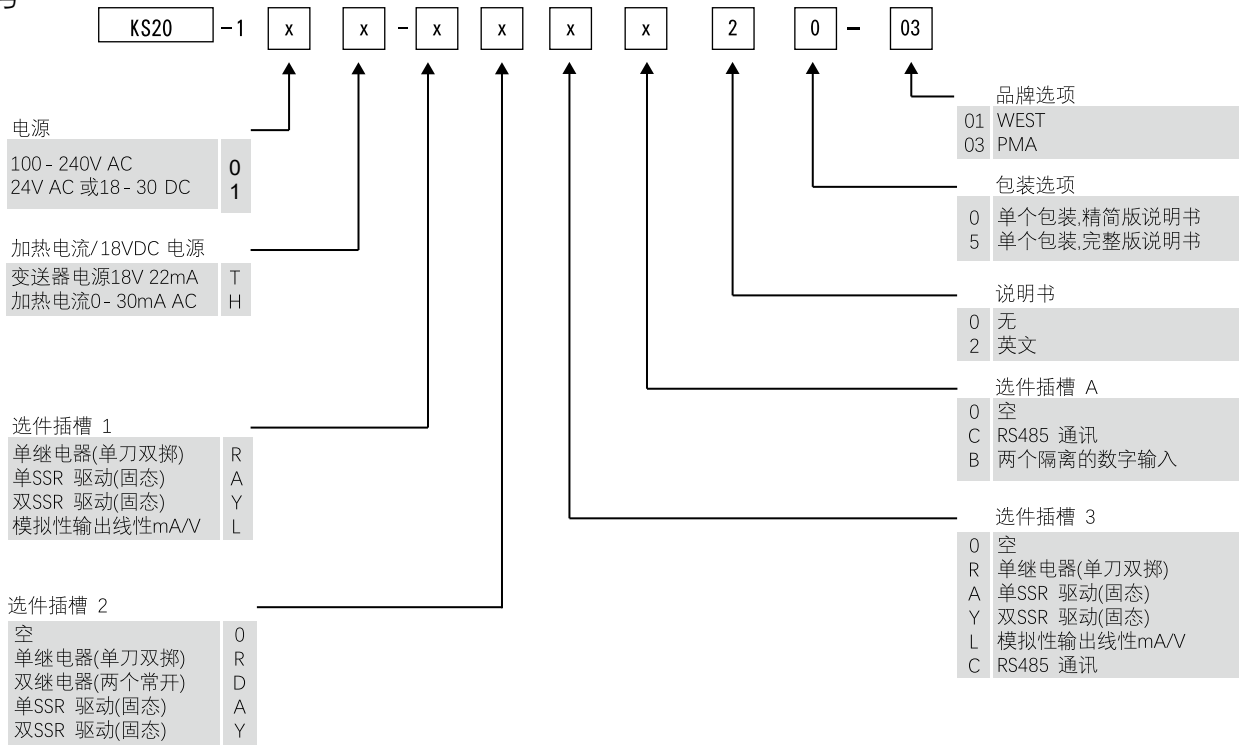 号
KS20 -1 x x - x x x x 2 0 - 03
电源
100-240V AC 0
24V AC 或18-30 DC 1
加热电流/18VDC 电源
变送器电源18V 22mA T
加热电流0-30mA AC H
选件插槽 1
单继电器(单刀双掷) R
单SSR 驱动(固态) A
双SSR 驱动(固态) Y
模拟性输出线性mA/V L
选件插槽 2
空 0
单继电器(单刀双掷) R
双继电器(两个常开) D
单SSR 驱动(固态) A
双SSR 驱动(固态) Y
品牌选项
01 WEST
03 PMA
包装选项
0 单个包装,精简版说明书
5 单个包装,完整版说明书
说明书
0 无
2 英文
选件插槽 A
0 空
C RS485 通讯
B 两个隔离的数字输入
选件插槽 3
0 空
R 单继电器(单刀双掷)
A 单SSR 驱动(固态)
Y 双SSR 驱动(固态)
L 模拟性输出线性mA/V
C RS485 通讯